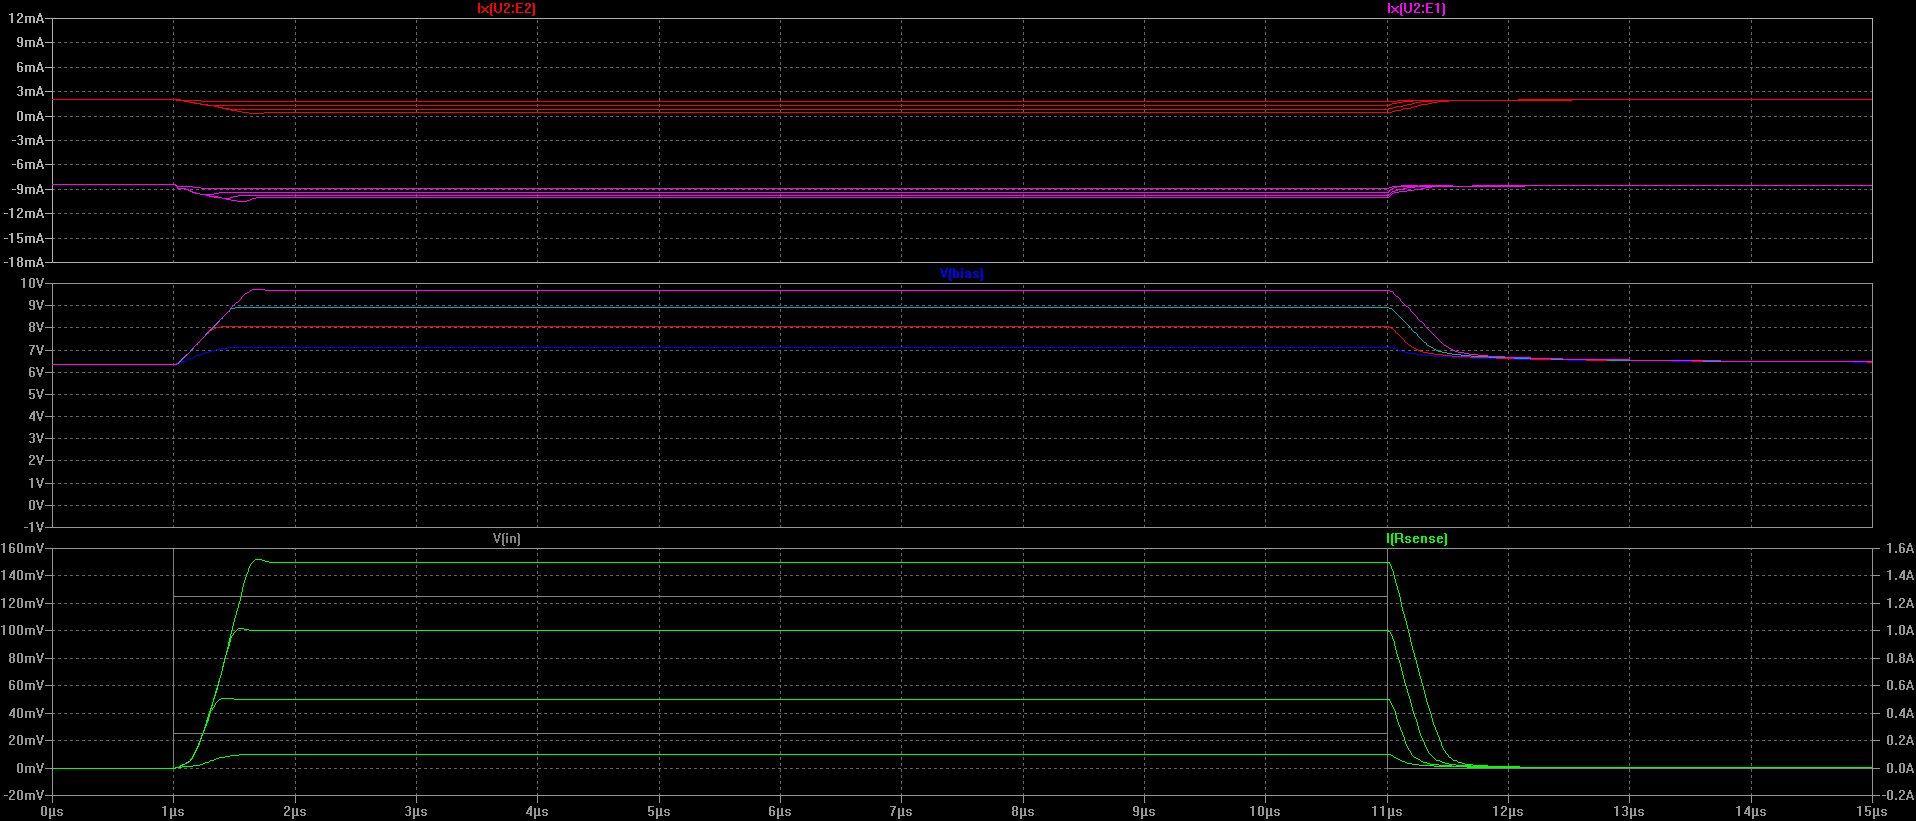 Ix(U2:E2) Ix(U2:E1)
12mA
9mA
6mA
3mA
0mA
-3mA
-6mA
-9mA
-12mA
-15mA
-18mA
V(bias)
10V
9V
8V
7V
6V
5V
4V
3V
2V
1V
0V
-1V
V(in) I(Rsense)
160mV 1.6A
140mV 1.4A
120mV 1.2A
100mV 1.0A
80mV 0.8A
60mV 0.6A
40mV 0.4A
20mV 0.2A
0mV 0.0A
-20mV -0.2A
0µs 1µs 2µs 3µs 4µs 5µs 6µs 7µs 8µs 9µs 10µs 11µs 12µs 13µs 14µs 15µs